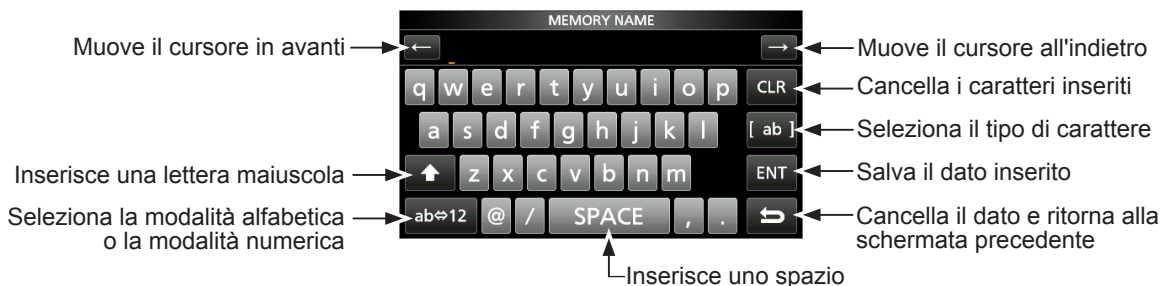 MEMORY NAME
Muove il cursore in avanti
←
→
Muove il cursore all'indietro
q w e r t y u i o p
CLR
Cancella i caratteri inseriti
a s d f g h j k l
[ ab ]
Seleziona il tipo di carattere
Inserisce una lettera maiuscola
z x c v b n m
ENT
Salva il dato inserito
Seleziona la modalità alfabetica
o la modalità numerica
ab⇔12 @ / SPACE , .
Cancella il dato e ritorna alla
schermata precedente
Inserisce uno spazio